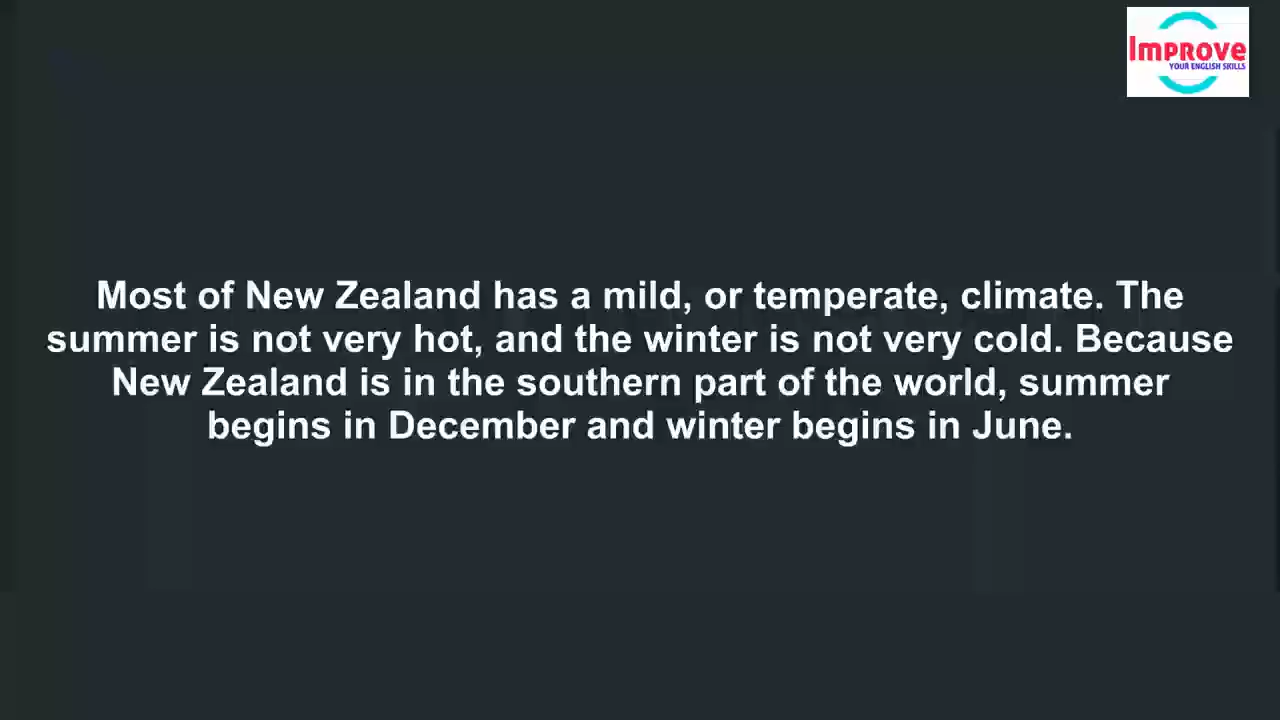 Improve
YOUR ENGLISH SKILLS
Most of New Zealand has a mild, or temperate, climate. The
summer is not very hot, and the winter is not very cold. Because
New Zealand is in the southern part of the world, summer
begins in December and winter begins in June.